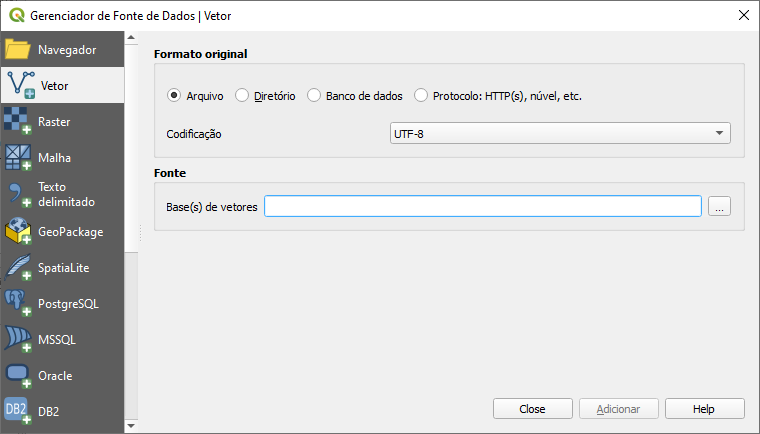 Gerenciador de Fonte de Dados | Vetor
Navegador
Vetor
Raster
Malha
Texto
delimitado
GeoPackage
SpatiaLite
PostgreSQL
MSSQL
Oracle
DB2
DB2
Formato original
Arquivo
Diretório
Banco de dados
Protocolo: HTTP(s), núvel, etc.
Codificação
UTF-8
Fonte
Base(s) de vetores
...
Close
Adicionar
Help